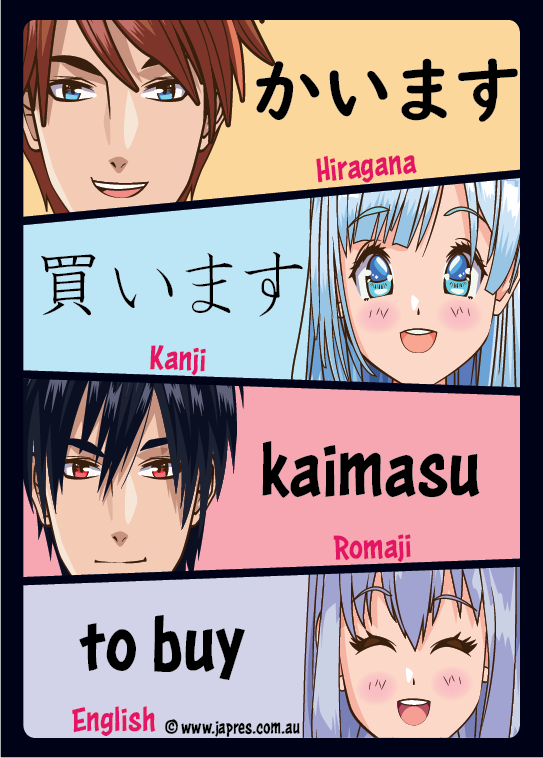 かいます
Hiragana
買います
Kanji
kaimasu
Romaji
to buy
English © www.japres.com.au